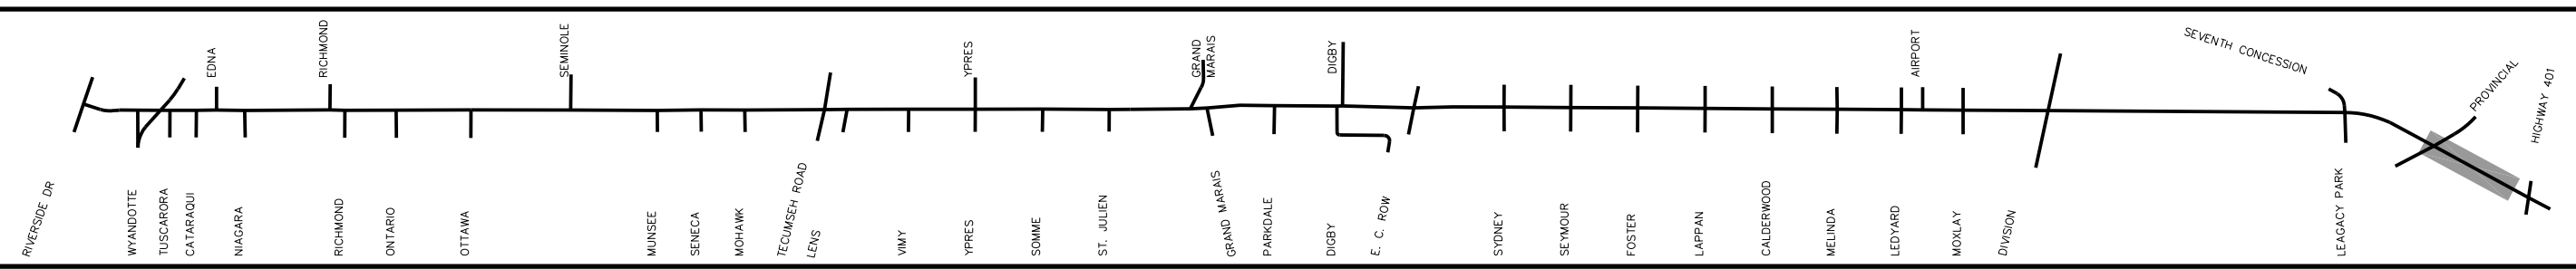 EDNA
RICHMOND
SEMINOLE
YPRES
GRAND
MARAIS
DIGBY
AIRPORT
SEVENTH CONCESSION
PROVINCIAL
HIGHWAY 401
RIVERSIDE DR
WYANDOTTE
TUSCARORA
CATARAQUI
NIAGARA
RICHMOND
ONTARIO
OTTAWA
MUNSEE
SENECA
MOHAWK
TECUMSEH ROAD
LENS
VIMY
YPRES
SOMME
ST. JULIEN
GRAND MARAIS
PARKDALE
DIGBY
E. C. ROW
SYDNEY
SEYMOUR
FOSTER
LAPPAN
CALDERWOOD
MELINDA
LEDYARD
MOXLAY
DIVISION
LEAGACY PARK